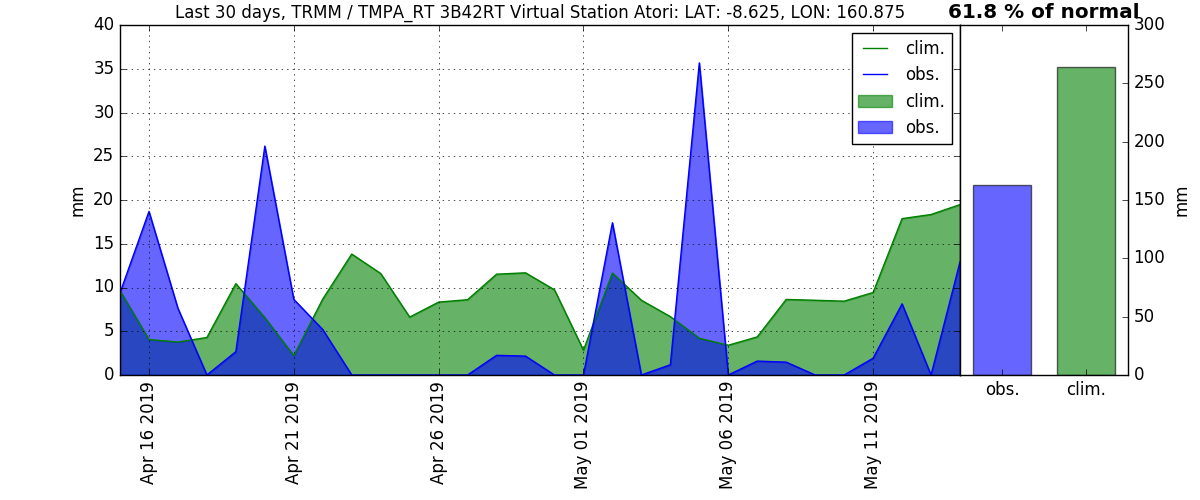 Last 30 days, TRMM / TMPA_RT 3B42RT Virtual Station Atori: LAT: -8.625, LON: 160.875
61.8 % of normal
40
35
30
25
20
15
10
5
0
mm
clim.
obs.
clim.
obs.
Apr 16 2019
Apr 21 2019
Apr 26 2019
May 01 2019
May 06 2019
May 11 2019
300
250
200
150
100
50
0
mm
obs.
clim.